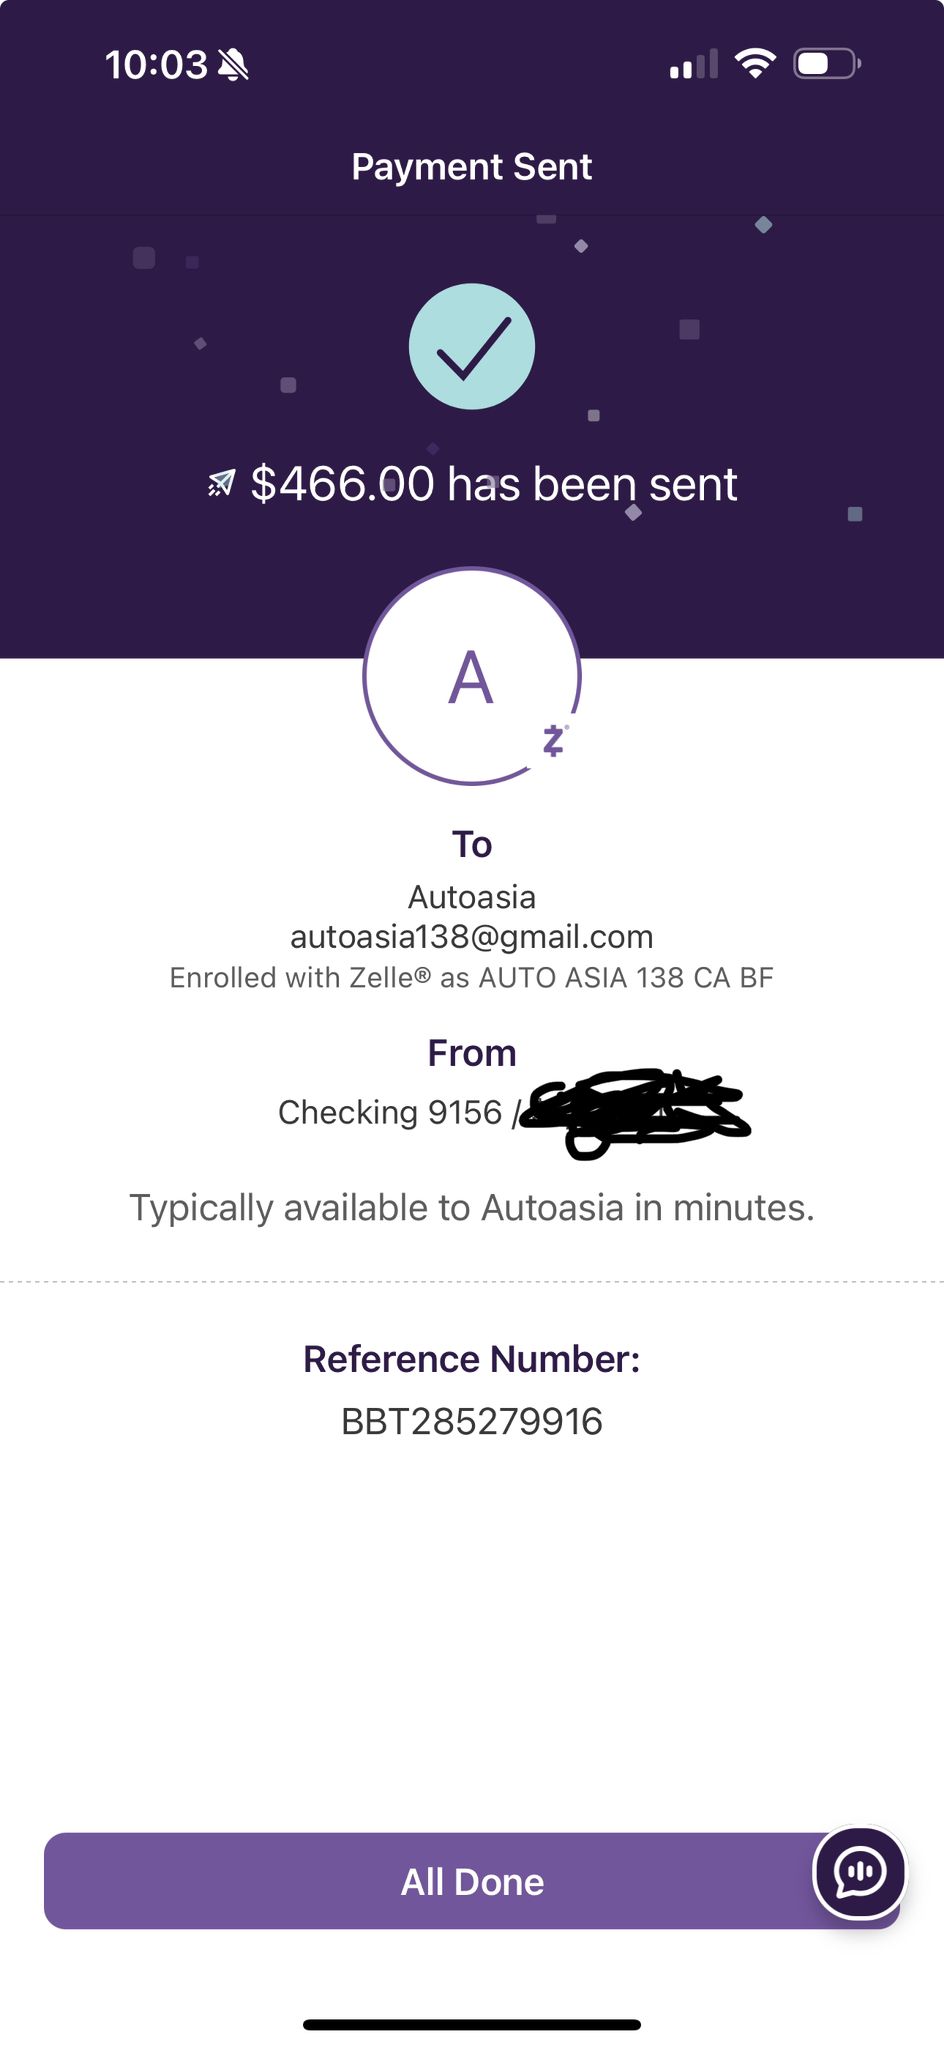 10:03
Payment Sent
$466.00 has been sent
A
To
Autoasia
autoasia138@gmail.com
Enrolled with Zelle® as AUTO ASIA 138 CA BF
From
Checking 9156 /
Typically available to Autoasia in minutes.
Reference Number:
BBT285279916
All Done